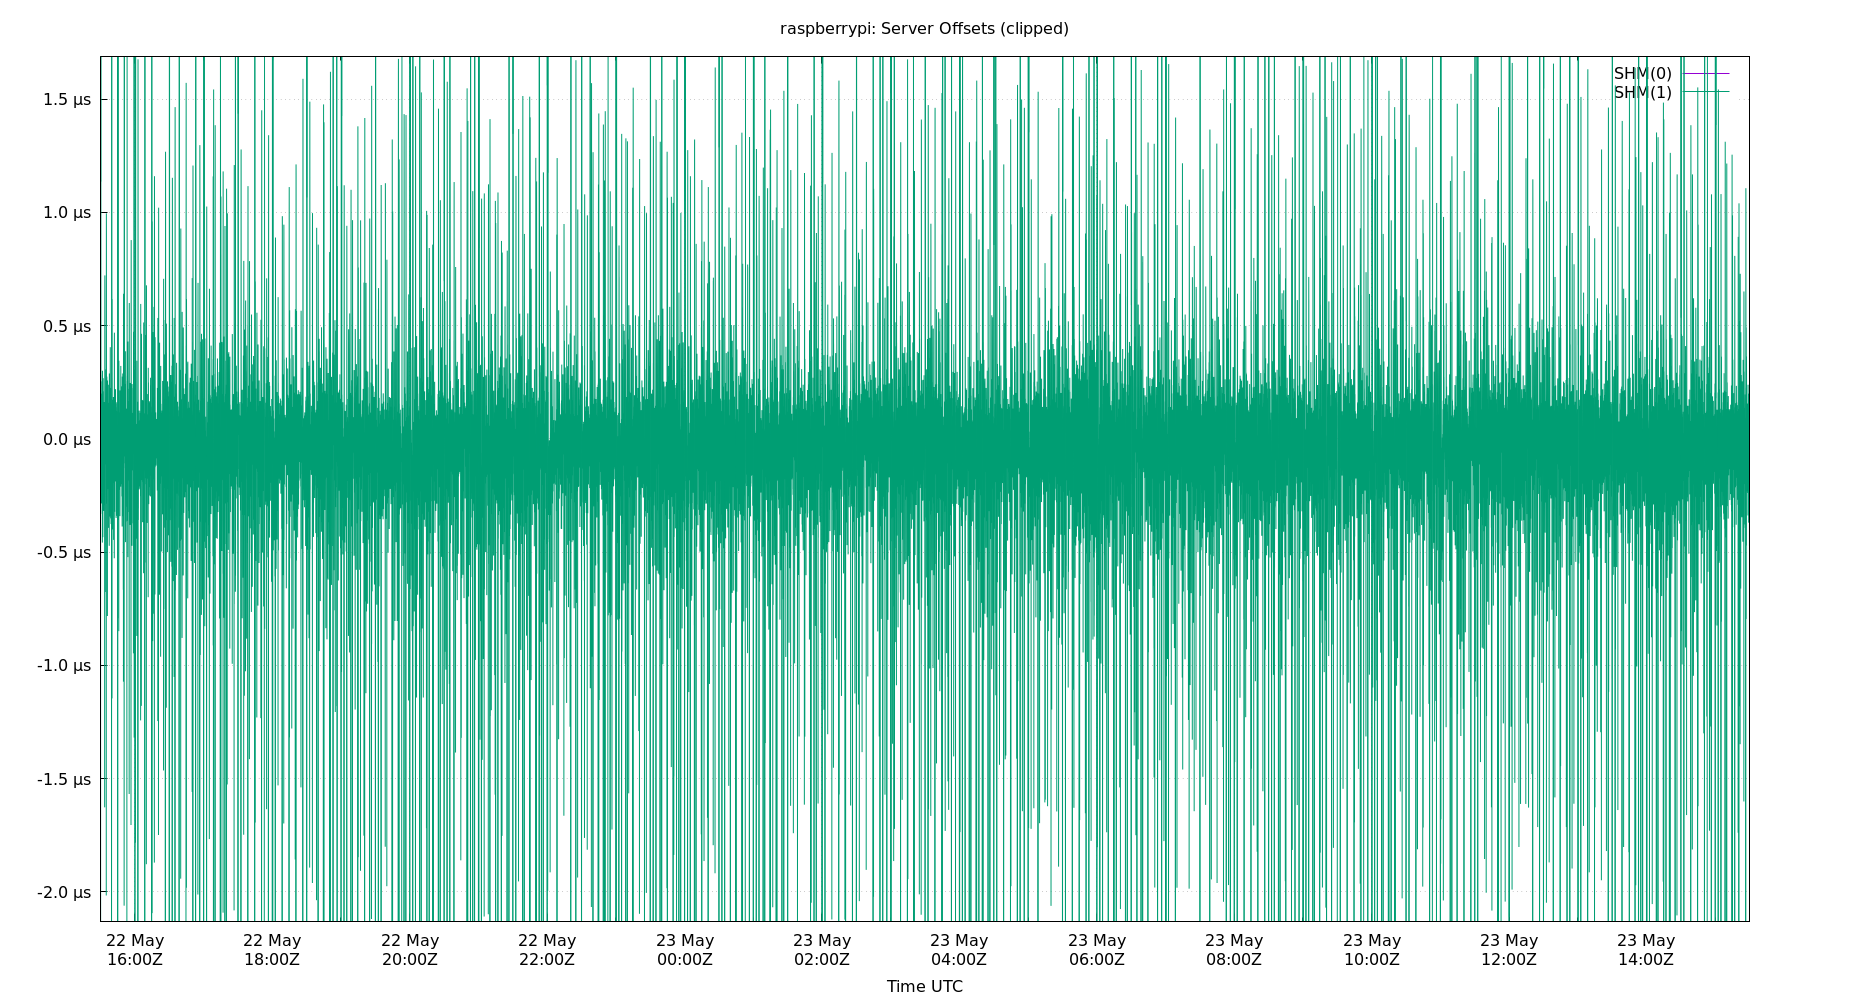 raspberrypi: Server Offsets (clipped)
SHM(0)
SHM(1)
1.5 µs
1.0 µs
0.5 µs
0.0 µs
-0.5 µs
-1.0 µs
-1.5 µs
-2.0 µs
22 May 22 May 22 May 22 May 23 May 23 May 23 May 23 May 23 May 23 May 23 May 23 May
16:00Z 18:00Z 20:00Z 22:00Z 00:00Z 02:00Z 04:00Z 06:00Z 08:00Z 10:00Z 12:00Z 14:00Z
Time UTC